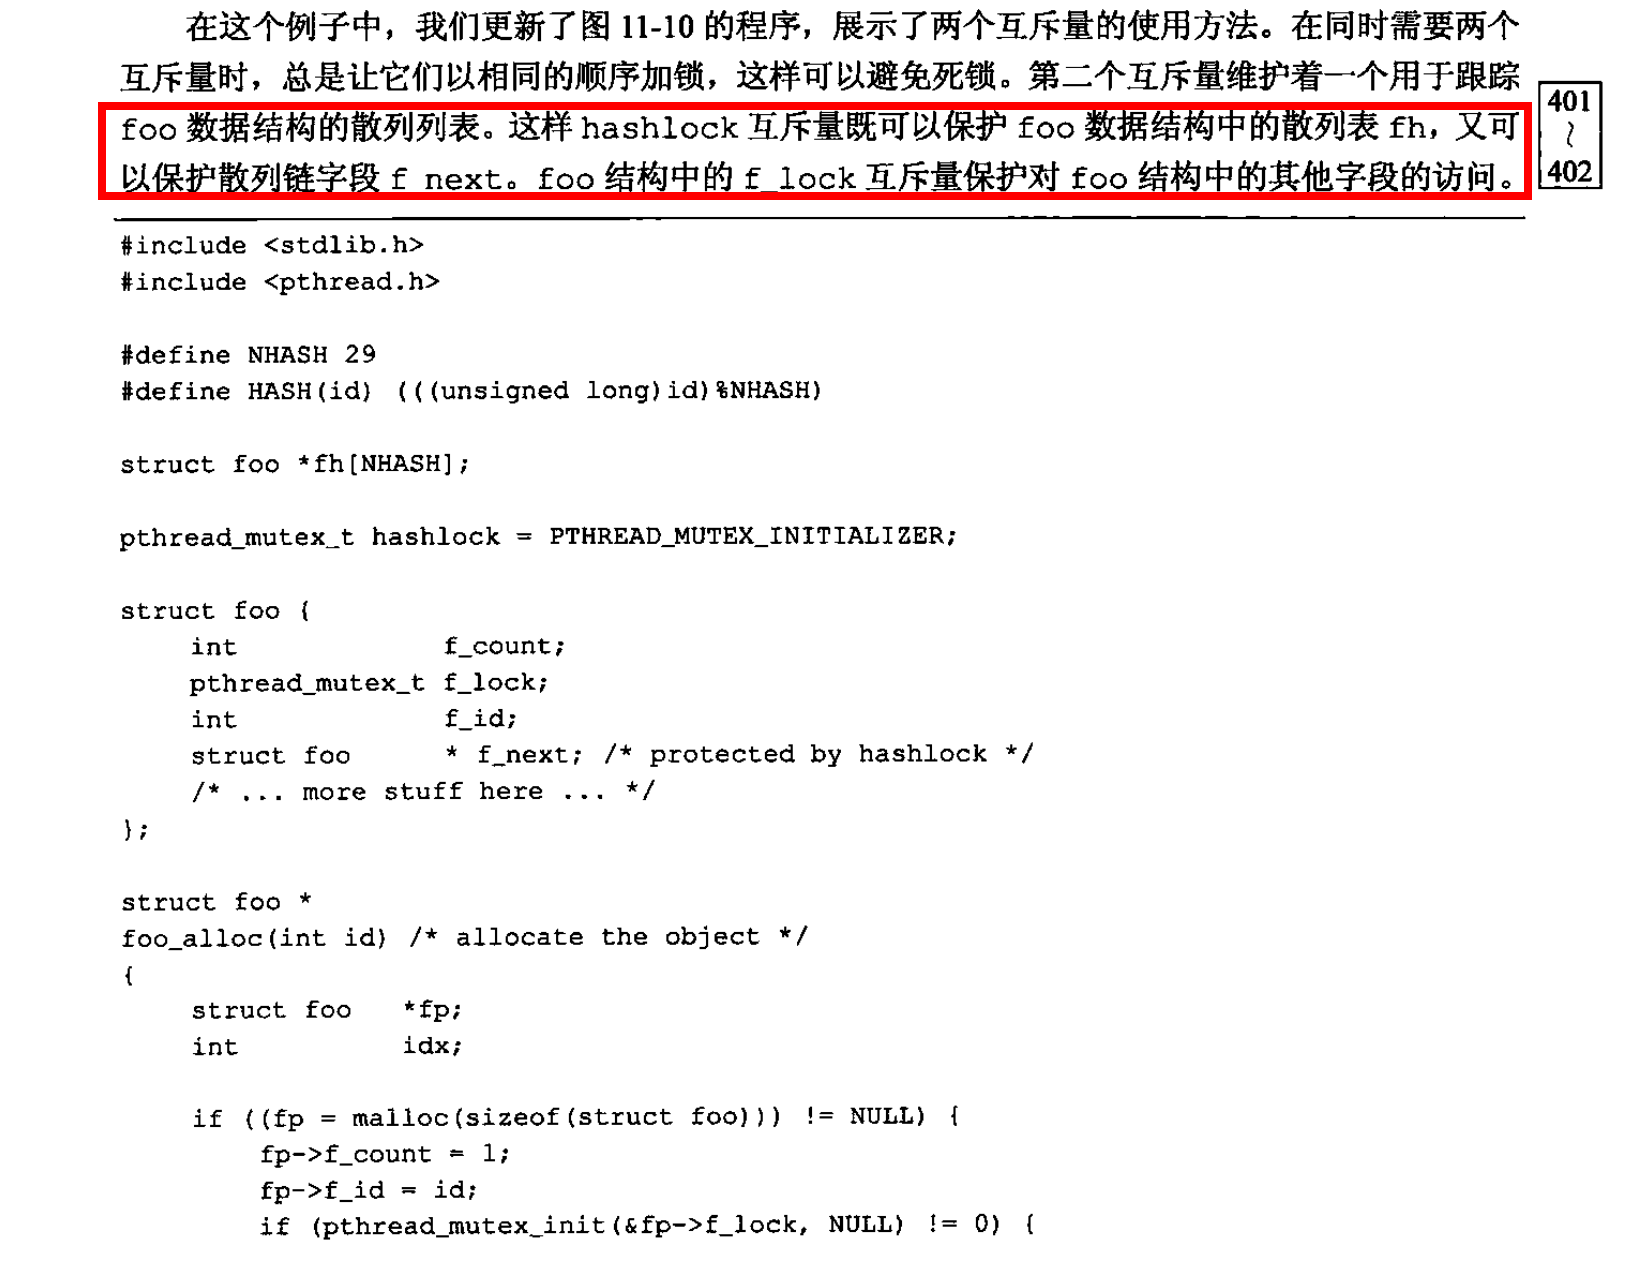 在这个例子中，我们更新了图 11-10 的程序，展示了两个互斥量的使用方法。在同时需要两个
互斥量时，总是让它们以相同的顺序加锁，这样可以避免死锁。第二个互斥量维护着一个用于跟踪
foo 数据结构的散列列表。这样 hashlock 互斥量既可以保护 foo 数据结构中的散列表 fh，又可
以保护散列链字段 f_next。foo 结构中的 f_lock 互斥量保护对 foo 结构中的其他字段的访问。
401
~
402
#include <stdlib.h>
#include <pthread.h>
#define NHASH 29
#define HASH(id) (((unsigned long)id)%NHASH)
struct foo *fh[NHASH];
pthread_mutex_t hashlock = PTHREAD_MUTEX_INITIALIZER;
struct foo {
    int             f_count;
    pthread_mutex_t f_lock;
    int             f_id;
    struct foo      * f_next; /* protected by hashlock */
    /* ... more stuff here ... */
};
struct foo *
foo_alloc(int id) /* allocate the object */
{
    struct foo   *fp;
    int          idx;
    if ((fp = malloc(sizeof(struct foo))) != NULL) {
        fp->f_count = 1;
        fp->f_id = id;
        if (pthread_mutex_init(&fp->f_lock, NULL) != 0) {